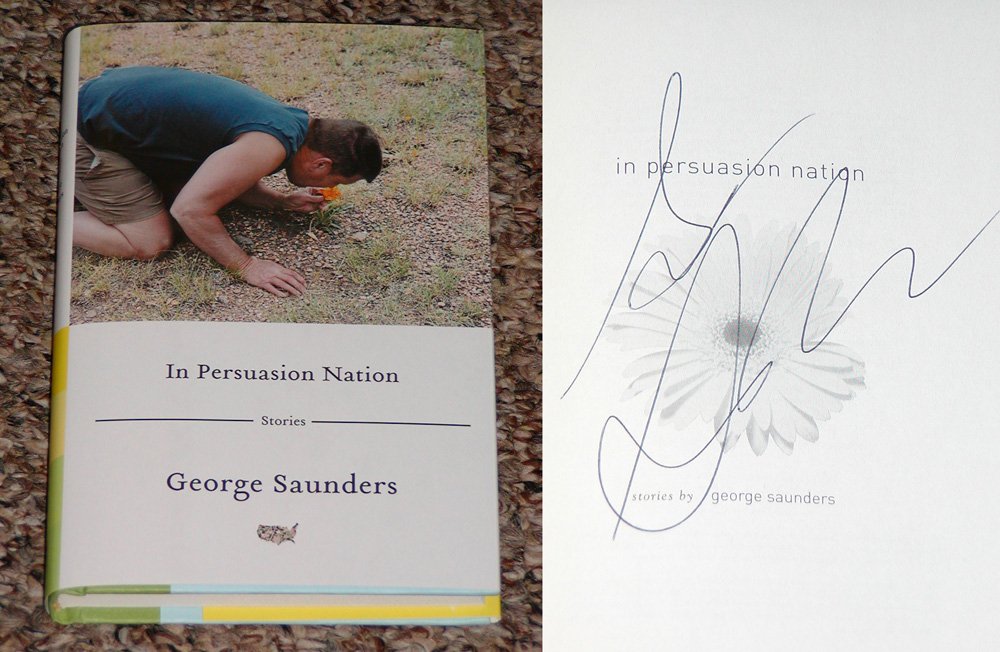 In Persuasion Nation
Stories
George Saunders
in persuasion nation
stories by george saunders